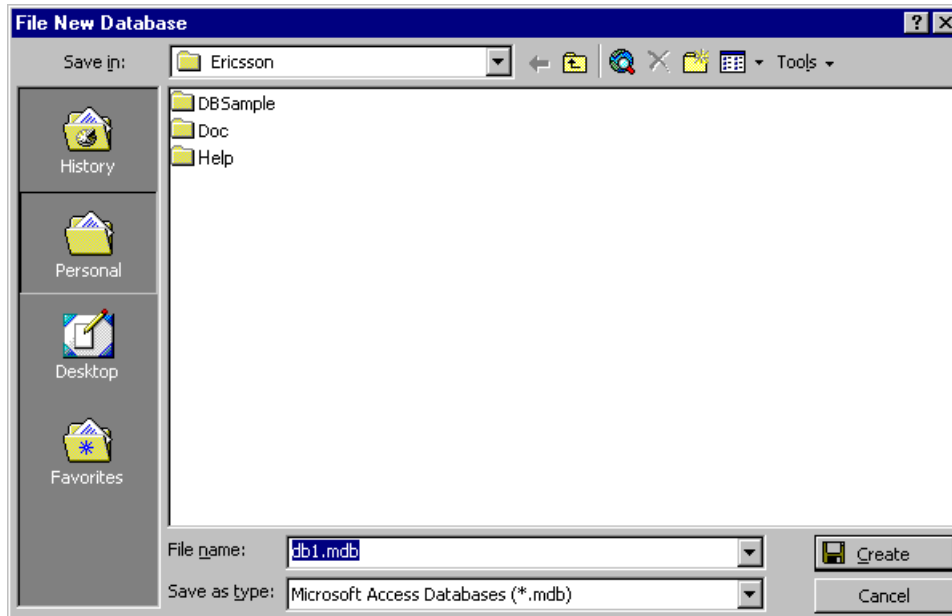 File New Database
Save in: Ericsson Tools
DBSample
Doc
Help
History
Personal
Desktop
Favorites
File name: db1.mdb Create
Save as type: Microsoft Access Databases (*.mdb) Cancel